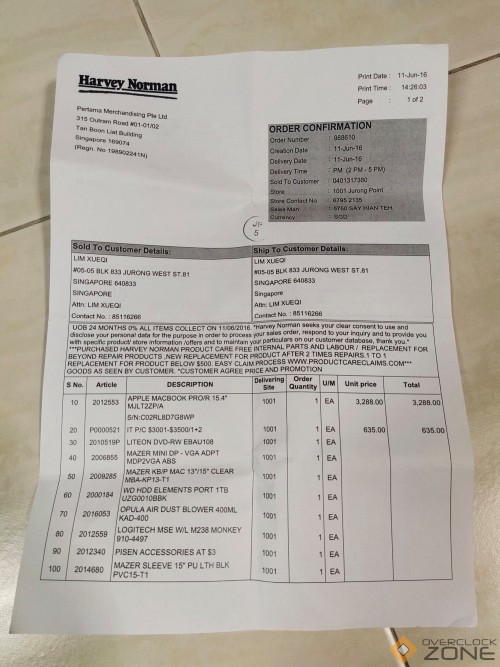 Harvey Norman
Pertama Merchandising Pte Ltd
315 Outram Road #01-01/02
Tan Boon Liat Building
Singapore 169074
(Regn. No 198902241N)
Print Date : 11-Jun-16
Print Time : 14:26:03
Page : 1 of 2
ORDER CONFIRMATION
Order Number : 988610
Creation Date : 11-Jun-16
Delivery Date : 11-Jun-16
Delivery Time : PM (2 PM - 5 PM)
Sold To Customer : 0401317380
Store : 1001 Jurong Point
Store Contact No : 6795 2135
Sales Man : 5760 GAY HIAN TEH
Currency : SGD
5
Sold To Customer Details:
LIM XUEQI
#05-05 BLK 833 JURONG WEST ST.81
SINGAPORE 640833
SINGAPORE
Attn: LIM XUEQI
Contact No. : 85116266
Ship To Customer Details:
LIM XUEQI
#05-05 BLK 833 JURONG WEST ST.81
SINGAPORE 640833
Singapore
Attn: LIM XUEQI
Contact No. : 85116266
UOB 24 MONTHS 0% ALL ITEMS COLLECT ON 11/06/2016. *Harvey Norman seeks your clear consent to use and
disclose your personal data for the purpose in order to process your sales order, respond to your inquiry and to provide you
with specific product/ store information /offers and to maintain your particulars on our customer database, thank you.*
***PURCHASED HARVEY NORMAN PRODUCT CARE FREE INTERNAL PARTS AND LABOUR / REPLACEMENT FOR
BEYOND REPAIR PRODUCTS ,NEW REPLACEMENT FOR PRODUCT AFTER 2 TIMES REPAIRS.1 TO 1
REPLACEMENT FOR PRODUCT BELOW $500. EASY CLAIM PROCESS WWW.PRODUCTCARECLAIMS.COM***
GOODS AS SEEN BY CUSTOMER. *CUSTOMER AGREE PRICE AND PROMOTION
S No. Article DESCRIPTION Delivering Site Order Quantity U/M Unit price Total
10 2012553 APPLE MACBOOK PRO/R 15.4" 1001 1 EA 3,288.00 3,288.00
MJLT2ZP/A
S/N:C02RL8D7G8WP
20 P0000521 IT P/C $3001-$3500/1+2 1001 1 EA 635.00 635.00
30 2010519P LITEON DVD-RW EBAU108 1001 1 EA
40 2006855 MAZER MINI DP - VGA ADPT 1001 1 EA
MDP2VGA ABS
50 2009285 MAZER KB/P MAC 13"/15" CLEAR 1001 1 EA
MBA-KP13-T1
60 2000184 WD HDD ELEMENTS PORT 1TB 1001 1 EA
UZG0010BBK
70 2016053 OPULA AIR DUST BLOWER 400ML 1001 1 EA
KAD-400
80 2012559 LOGITECH MSE W/L M238 MONKEY 1001 1 EA
910-4497
90 2012340 PISEN ACCESSORIES AT $3 1001 1 EA
100 2014680 MAZER SLEEVE 15" PU LTH BLK 1001 1 EA
PVC15-T1
OVERCLOCK
ZONE